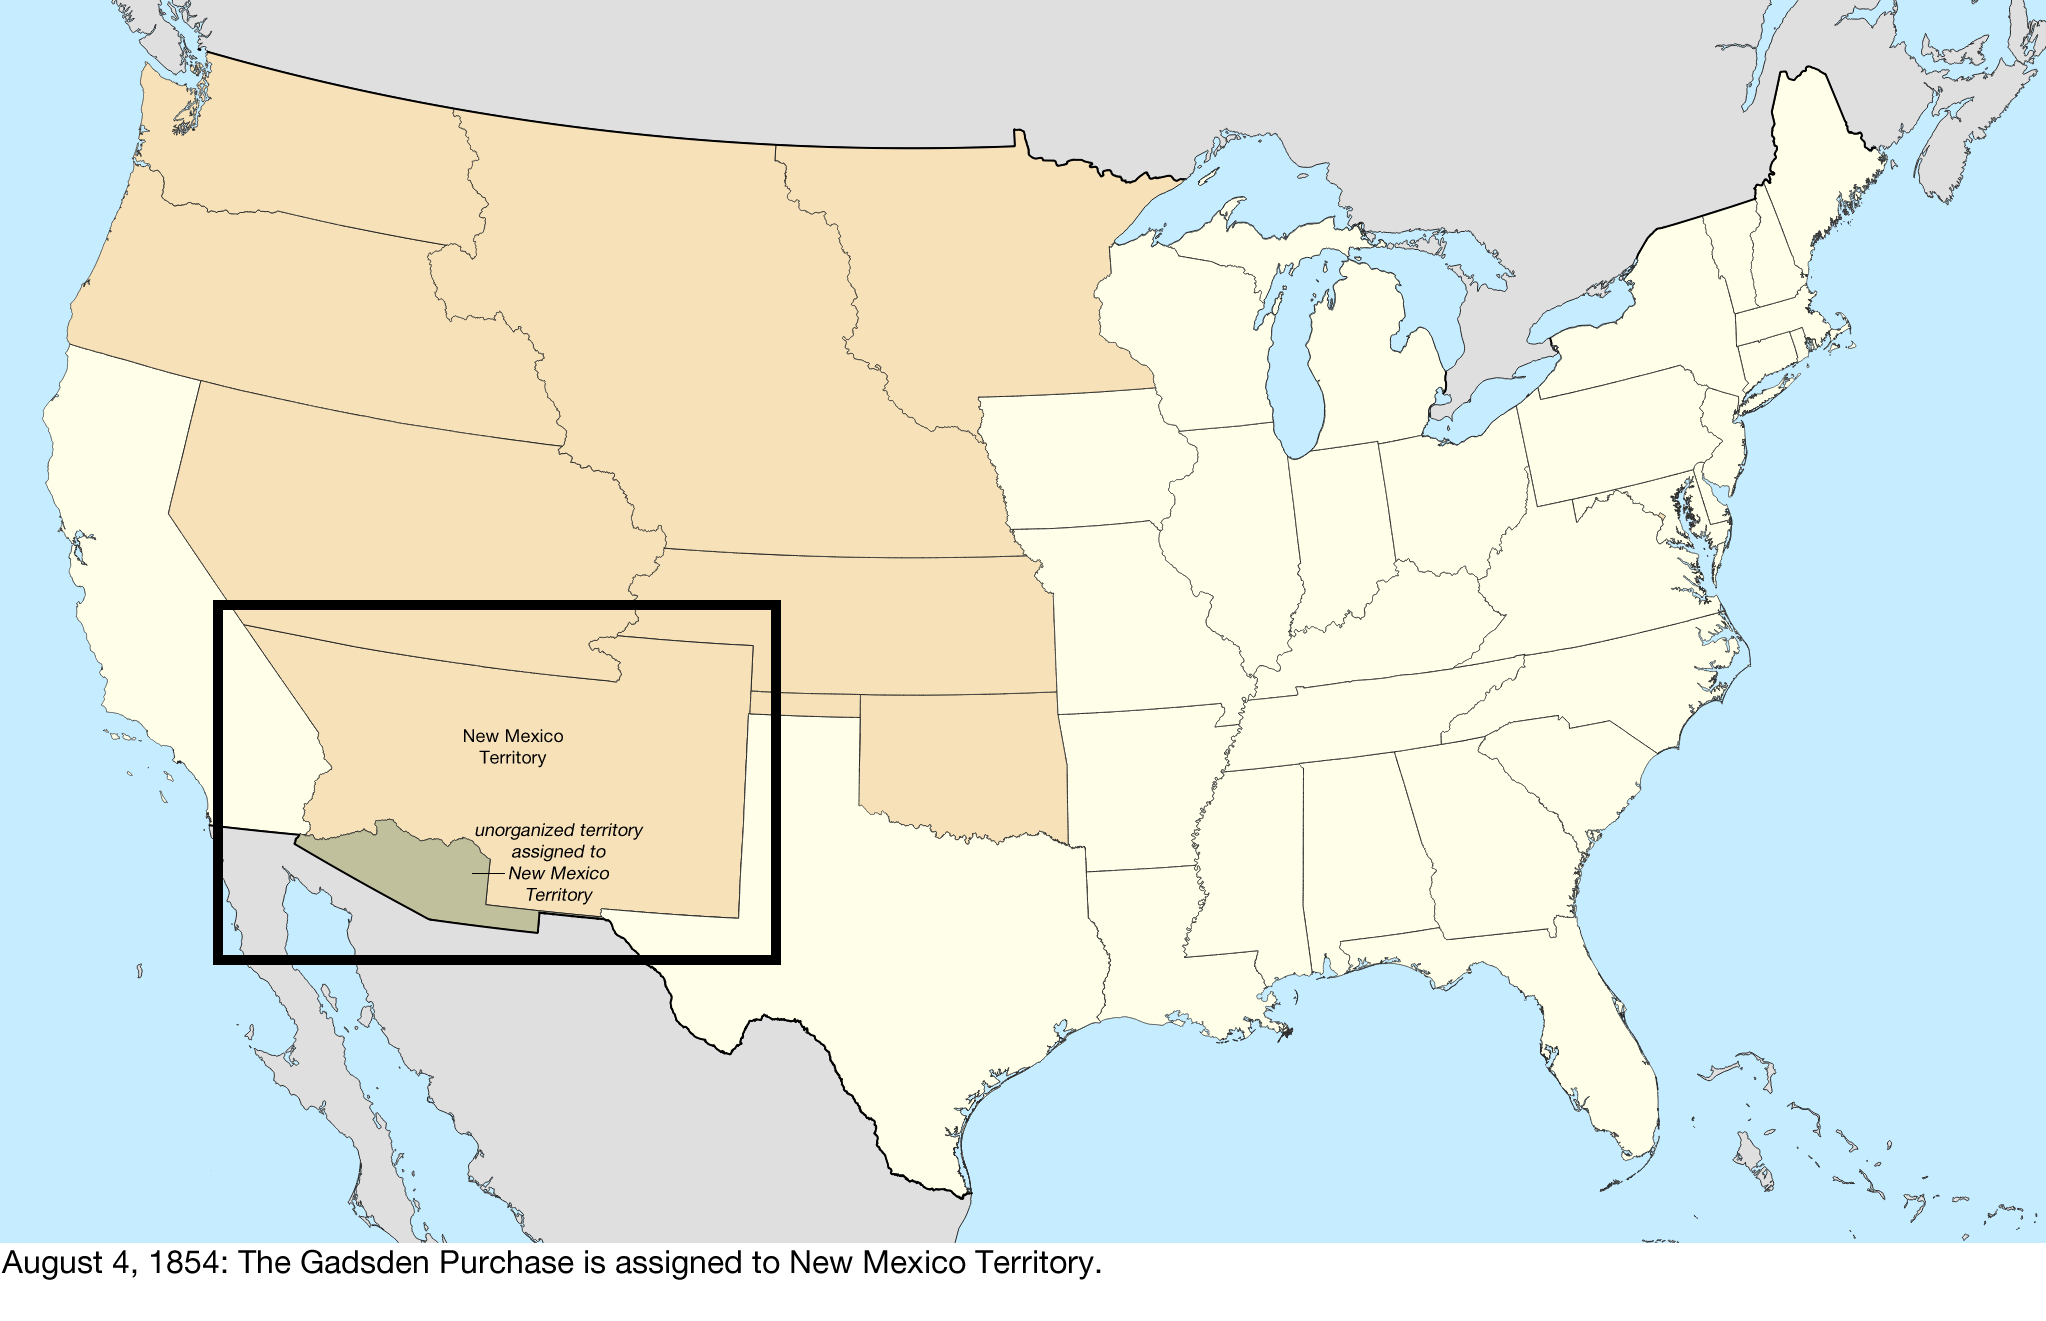 New Mexico
Territory
unorganized territory
assigned to
New Mexico
Territory
August 4, 1854: The Gadsden Purchase is assigned to New Mexico Territory.